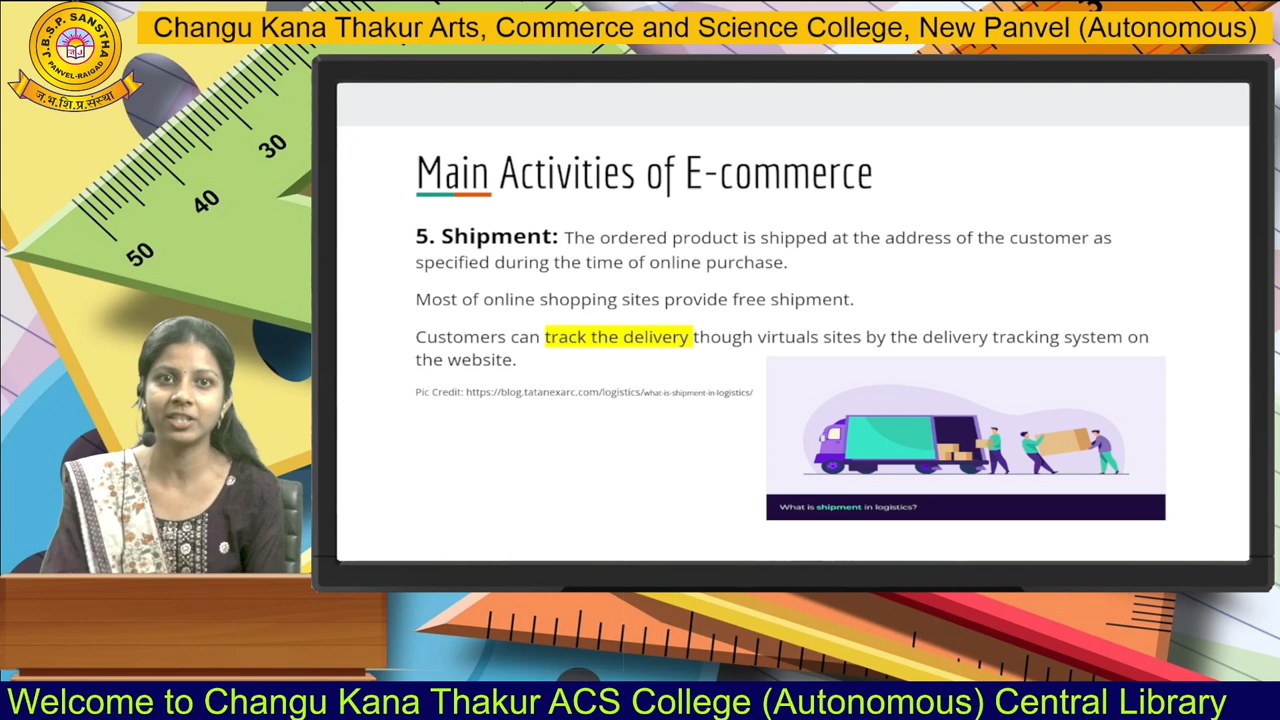 Changu Kana Thakur Arts, Commerce and Science College, New Panvel (Autonomous)
J.B.S.P. SANSTHA
PANVEL-RAIGAD
ज.भ.शि.प्र.संस्था
30
40
50
Main Activities of E-commerce
5. Shipment: The ordered product is shipped at the address of the customer as
specified during the time of online purchase.
Most of online shopping sites provide free shipment.
Customers can track the delivery though virtuals sites by the delivery tracking system on
the website.
Pic Credit: https://blog.tatanexarc.com/logistics/what-is-shipment-in-logistics/
What is shipment in logistics?
Welcome to Changu Kana Thakur ACS College (Autonomous) Central Library